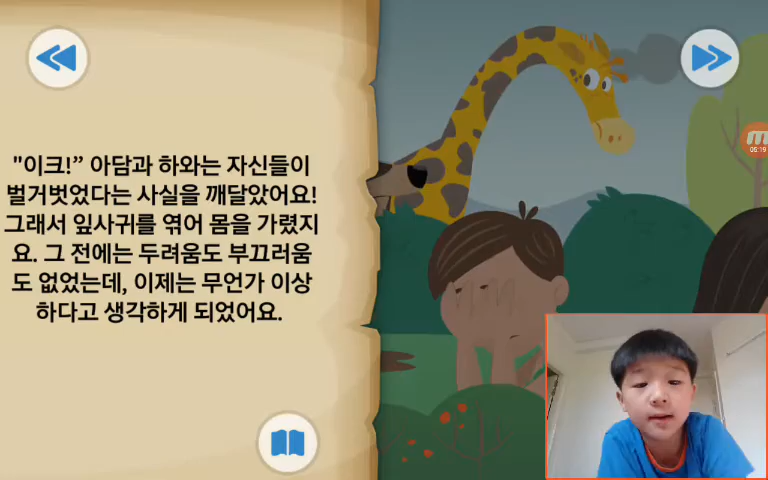 "이크!” 아담과 하와는 자신들이
벌거벗었다는 사실을 깨달았어요!
그래서 잎사귀를 엮어 몸을 가렸지
요. 그 전에는 두려움도 부끄러움
도 없었는데, 이제는 무언가 이상
하다고 생각하게 되었어요.
05:19